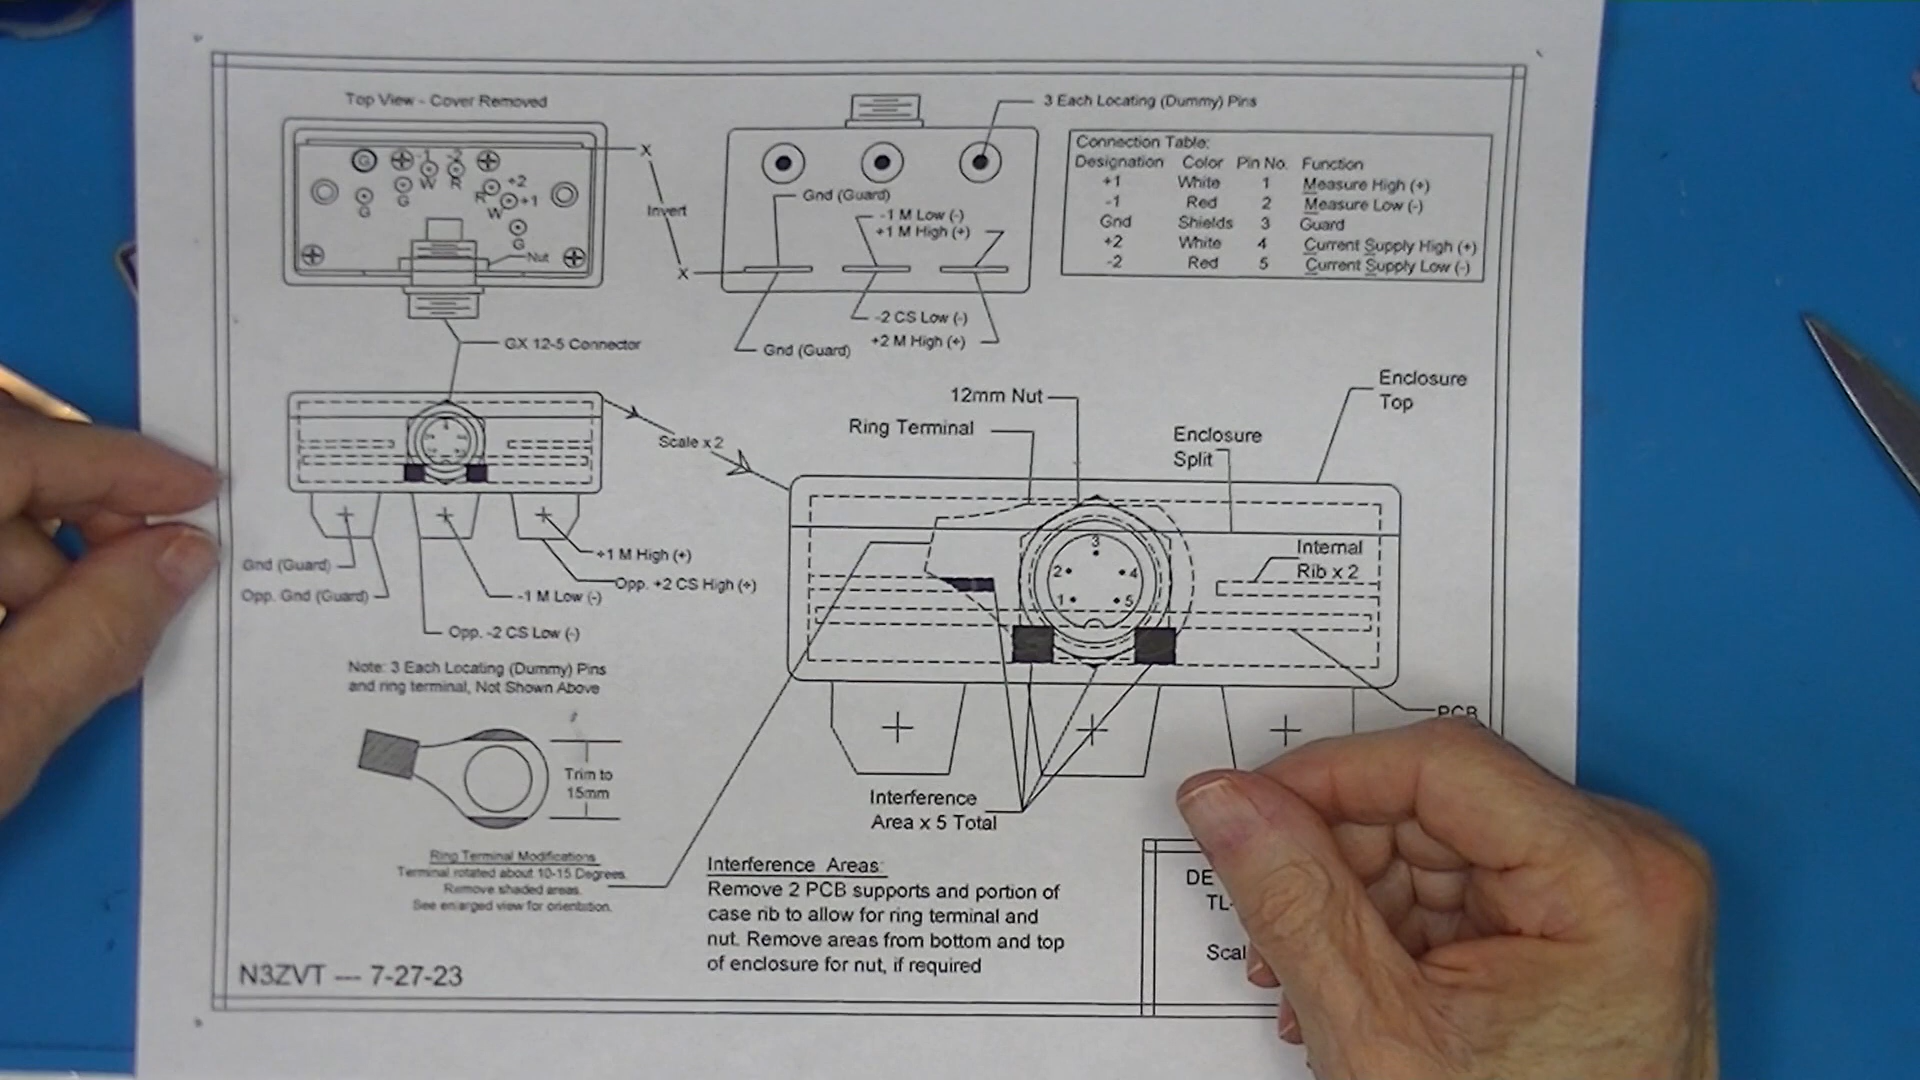 Top View - Cover Removed
G
-1
-2
W
R
+2
R
+1
W
G
G
G
Nut
X
Invert
X
GX 12-5 Connector
3 Each Locating (Dummy) Pins
Gnd (Guard)
-1 M Low (-)
+1 M High (+)
-2 CS Low (-)
+2 M High (+)
Gnd (Guard)
Connection Table:
Designation Color Pin No. Function
+1 White 1 Measure High (+)
-1 Red 2 Measure Low (-)
Gnd Shields 3 Guard
+2 White 4 Current Supply High (+)
-2 Red 5 Current Supply Low (-)
Scale x 2
Gnd (Guard)
Opp. Gnd (Guard)
+1 M High (+)
Opp. +2 CS High (+)
-1 M Low (-)
Opp. -2 CS Low (-)
Note: 3 Each Locating (Dummy) Pins
and ring terminal, Not Shown Above
Trim to
15mm
Ring Terminal Modifications
Terminal rotated about 10-15 Degrees.
Remove shaded areas.
See enlarged view for orientation.
12mm Nut
Ring Terminal
Enclosure
Split
Enclosure
Top
Internal
Rib x 2
3
2
4
1
5
PCB
Interference
Area x 5 Total
Interference Areas:
Remove 2 PCB supports and portion of
case rib to allow for ring terminal and
nut. Remove areas from bottom and top
of enclosure for nut, if required
DE
TL-
Scal
N3ZVT --- 7-27-23